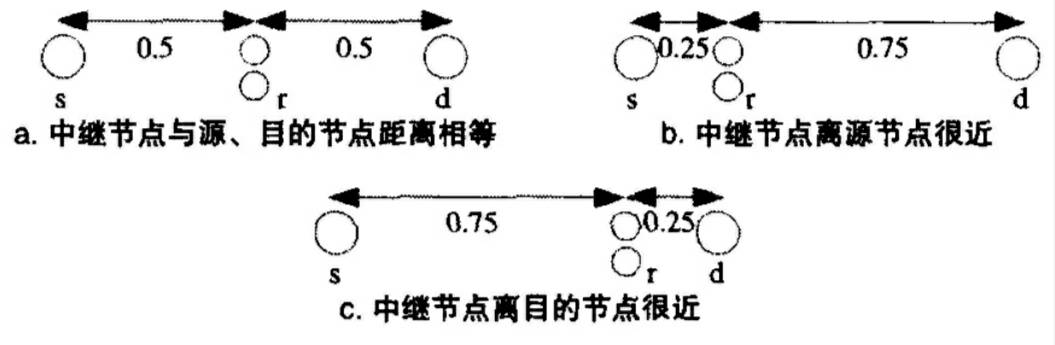 0.5 0.5 0.25 0.75
s r d s r d
a. 中继节点与源、目的节点距离相等 b. 中继节点离源节点很近
0.75 0.25
s r d
c. 中继节点离目的节点很近